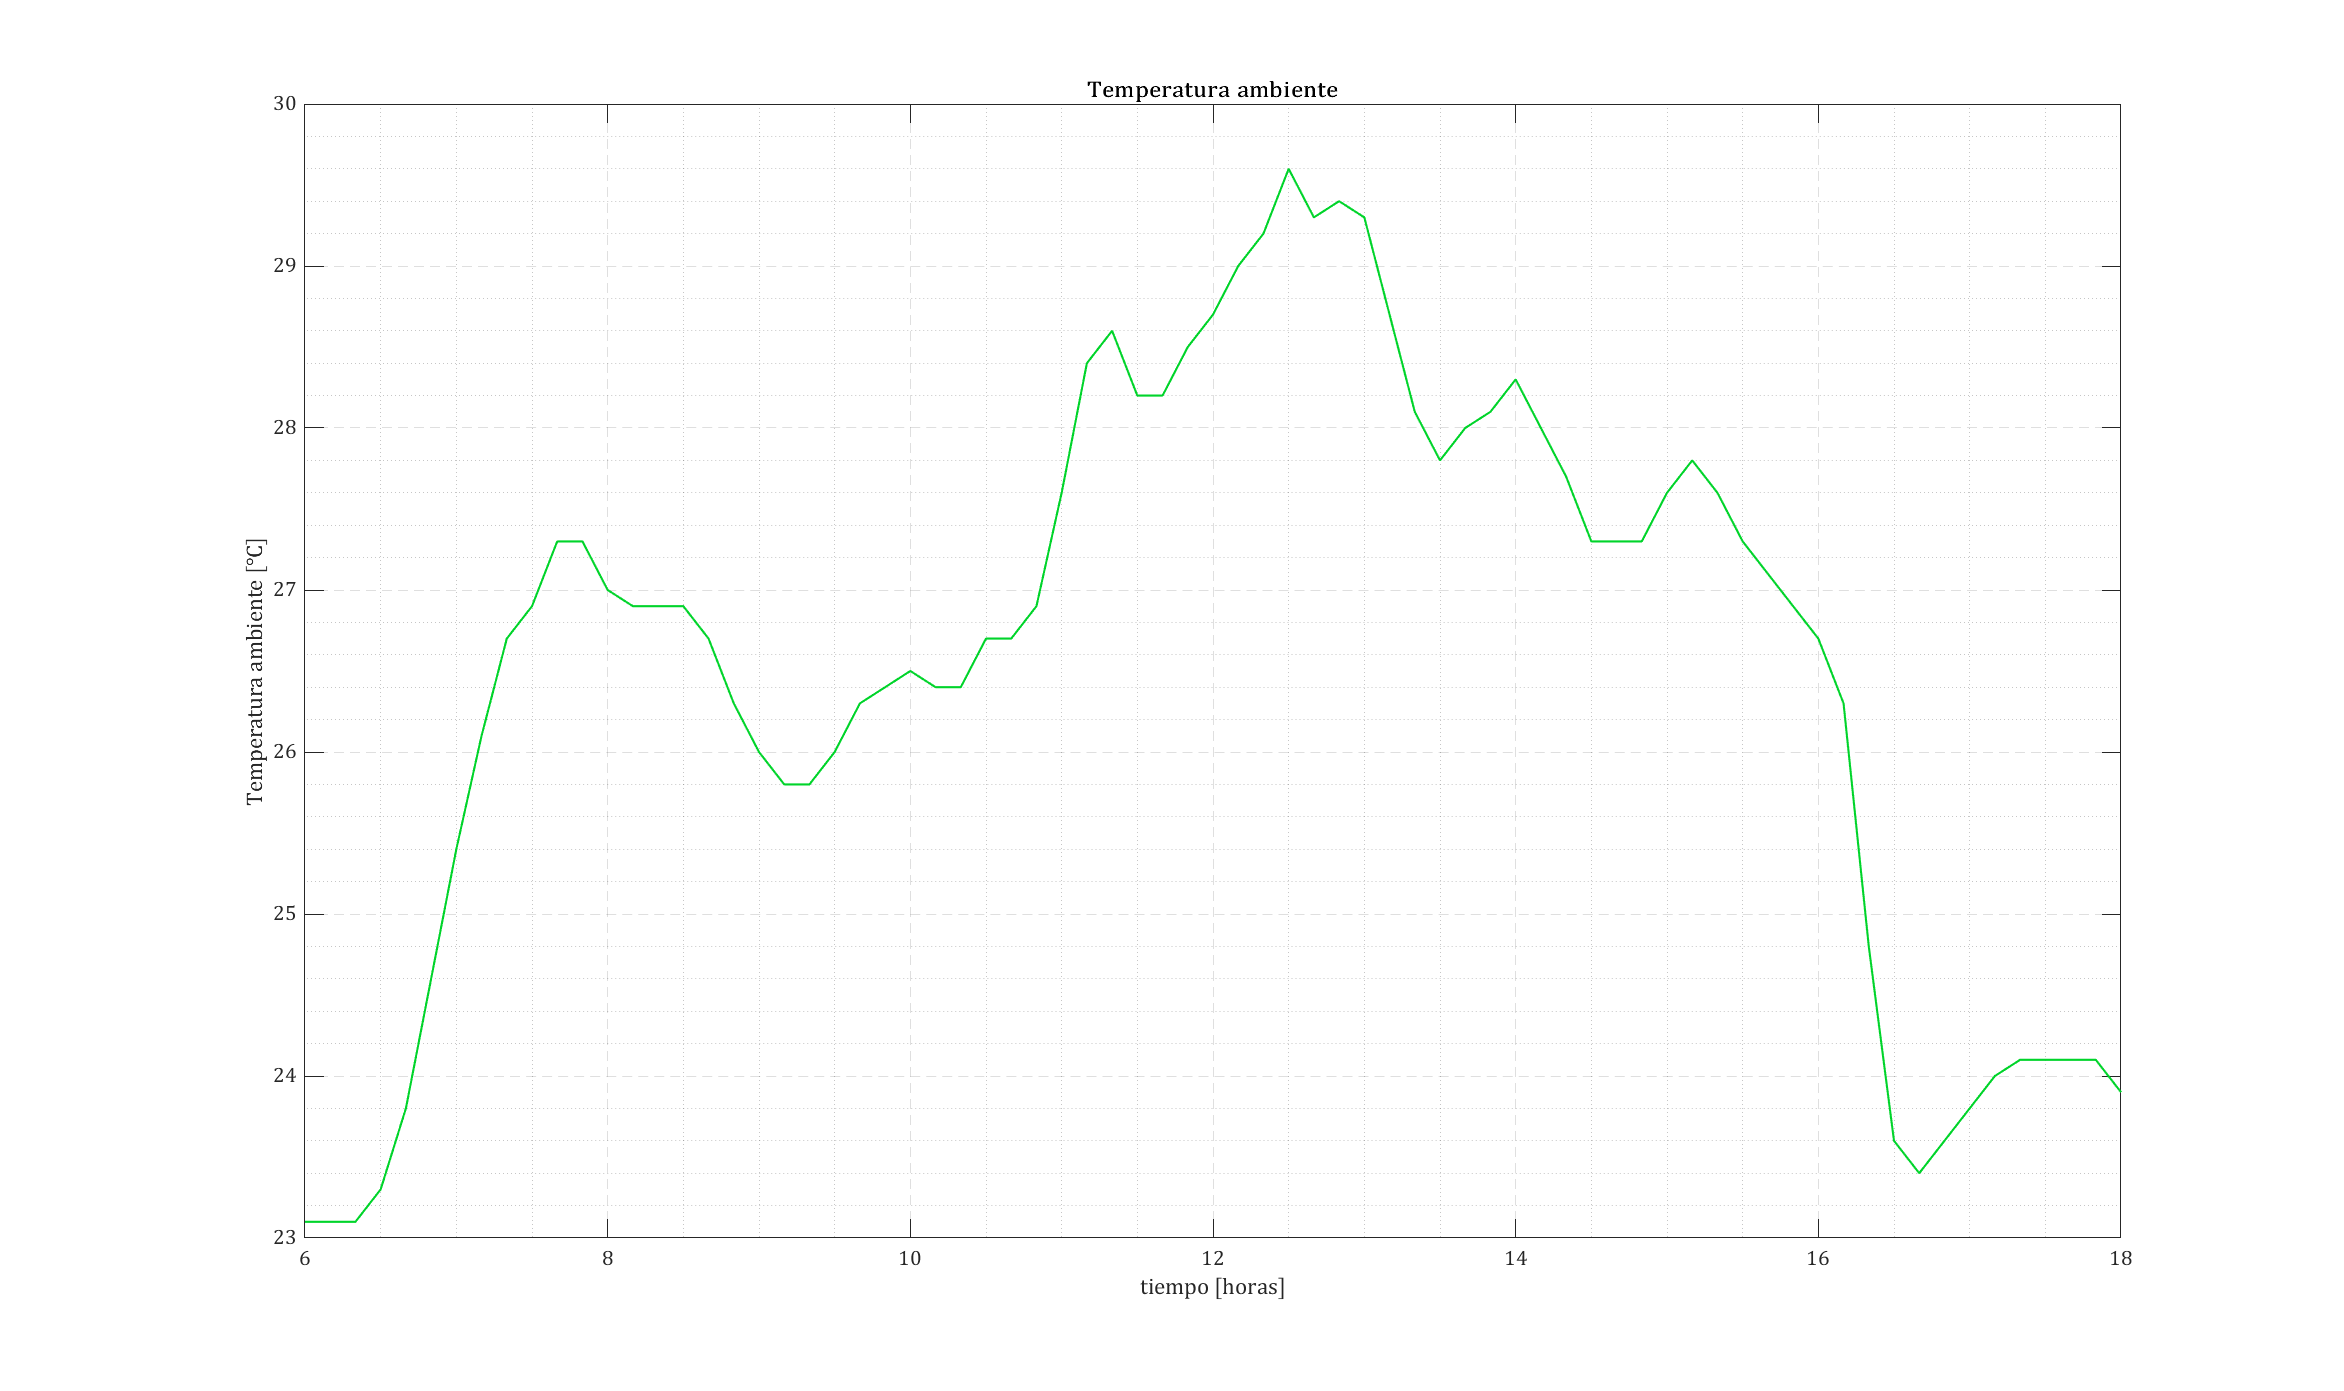 Temperatura ambiente
30
29
28
27
26
25
24
23
Temperatura ambiente [°C]
6 8 10 12 14 16 18
tiempo [horas]